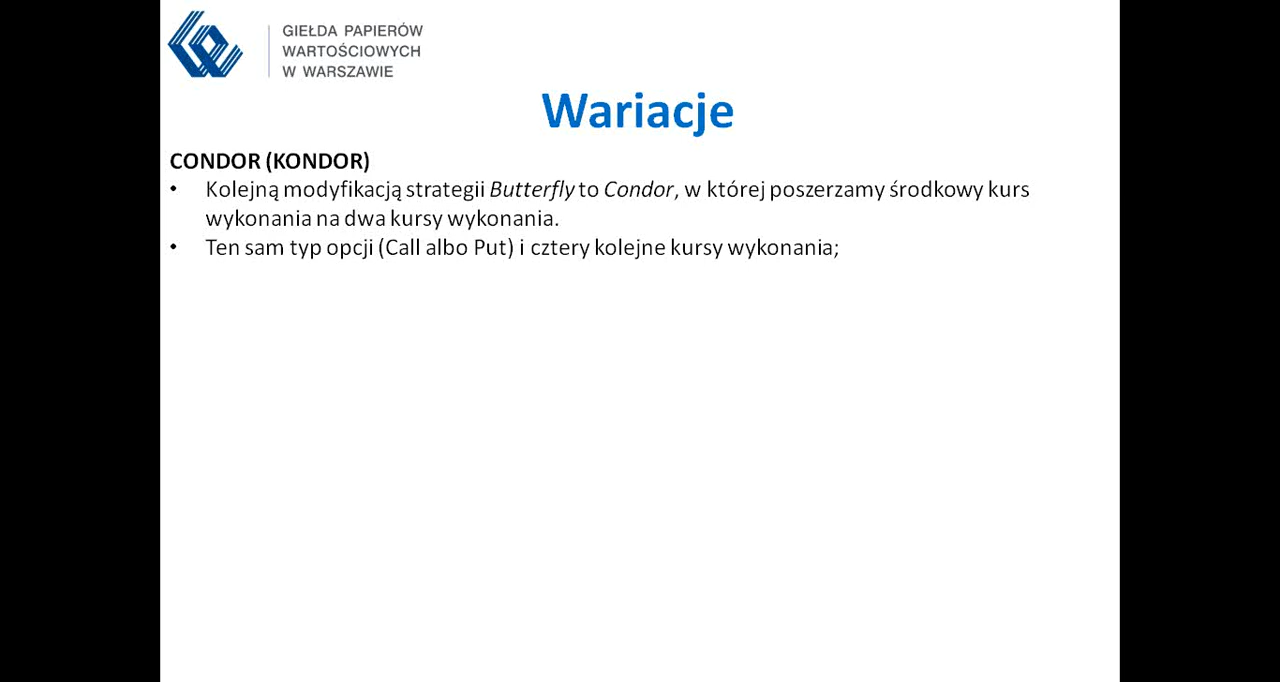 GIEŁDA PAPIERÓW
WARTOŚCIOWYCH
W WARSZAWIE
Wariacje
CONDOR (KONDOR)
• Kolejną modyfikacją strategii Butterfly to Condor, w której poszerzamy środkowy kurs
wykonania na dwa kursy wykonania.
• Ten sam typ opcji (Call albo Put) i cztery kolejne kursy wykonania;